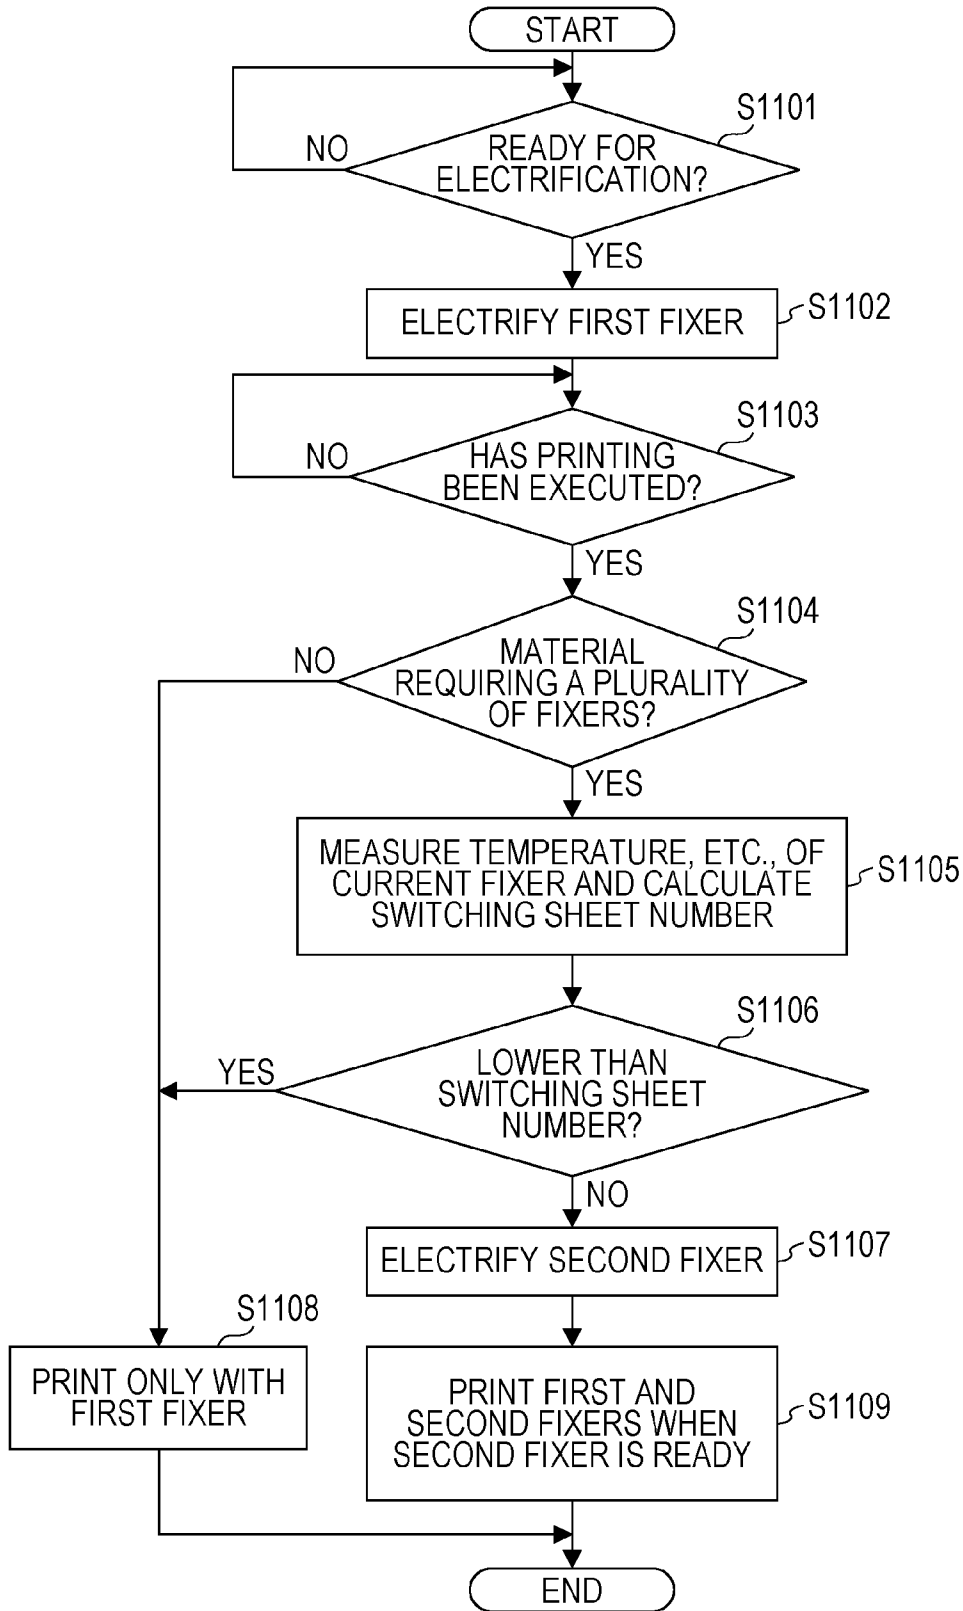 START
S1101
READY FOR
ELECTRIFICATION?
NO
YES
ELECTRIFY FIRST FIXER
S1102
S1103
HAS PRINTING
BEEN EXECUTED?
NO
YES
S1104
MATERIAL
REQUIRING A PLURALITY
OF FIXERS?
NO
YES
MEASURE TEMPERATURE, ETC., OF
CURRENT FIXER AND CALCULATE
SWITCHING SHEET NUMBER
S1105
S1106
LOWER THAN
SWITCHING SHEET
NUMBER?
YES
NO
ELECTRIFY SECOND FIXER
S1107
S1108
PRINT ONLY WITH
FIRST FIXER
PRINT FIRST AND
SECOND FIXERS WHEN
SECOND FIXER IS READY
S1109
END